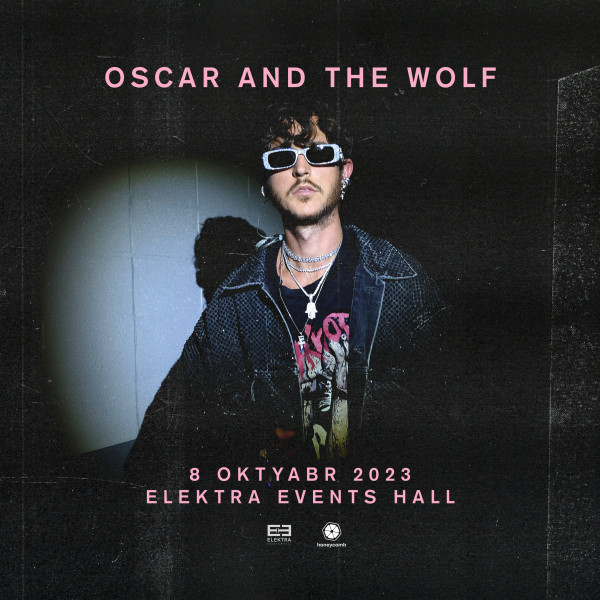 OSCAR AND THE WOLF
8 OKTYABR 2023
ELEKTRA EVENTS HALL
ELEKTRA
honeycomb